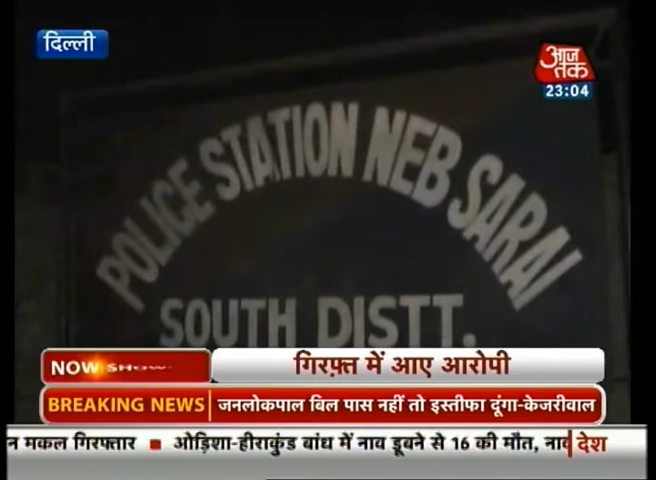 दिल्ली
आज तक
23:04
POLICE STATION NEB SARAI
SOUTH DISTT.
NOW SHOW
गिरफ़्त में आए आरोपी
BREAKING NEWS जनलोकपाल बिल पास नहीं तो इस्तीफा दूंगा-केजरीवाल
न मकल गिरफ्तार ■ ओड़िशा-हीराकुंड बांध में नाव डूबने से 16 की मौत, नाव देश